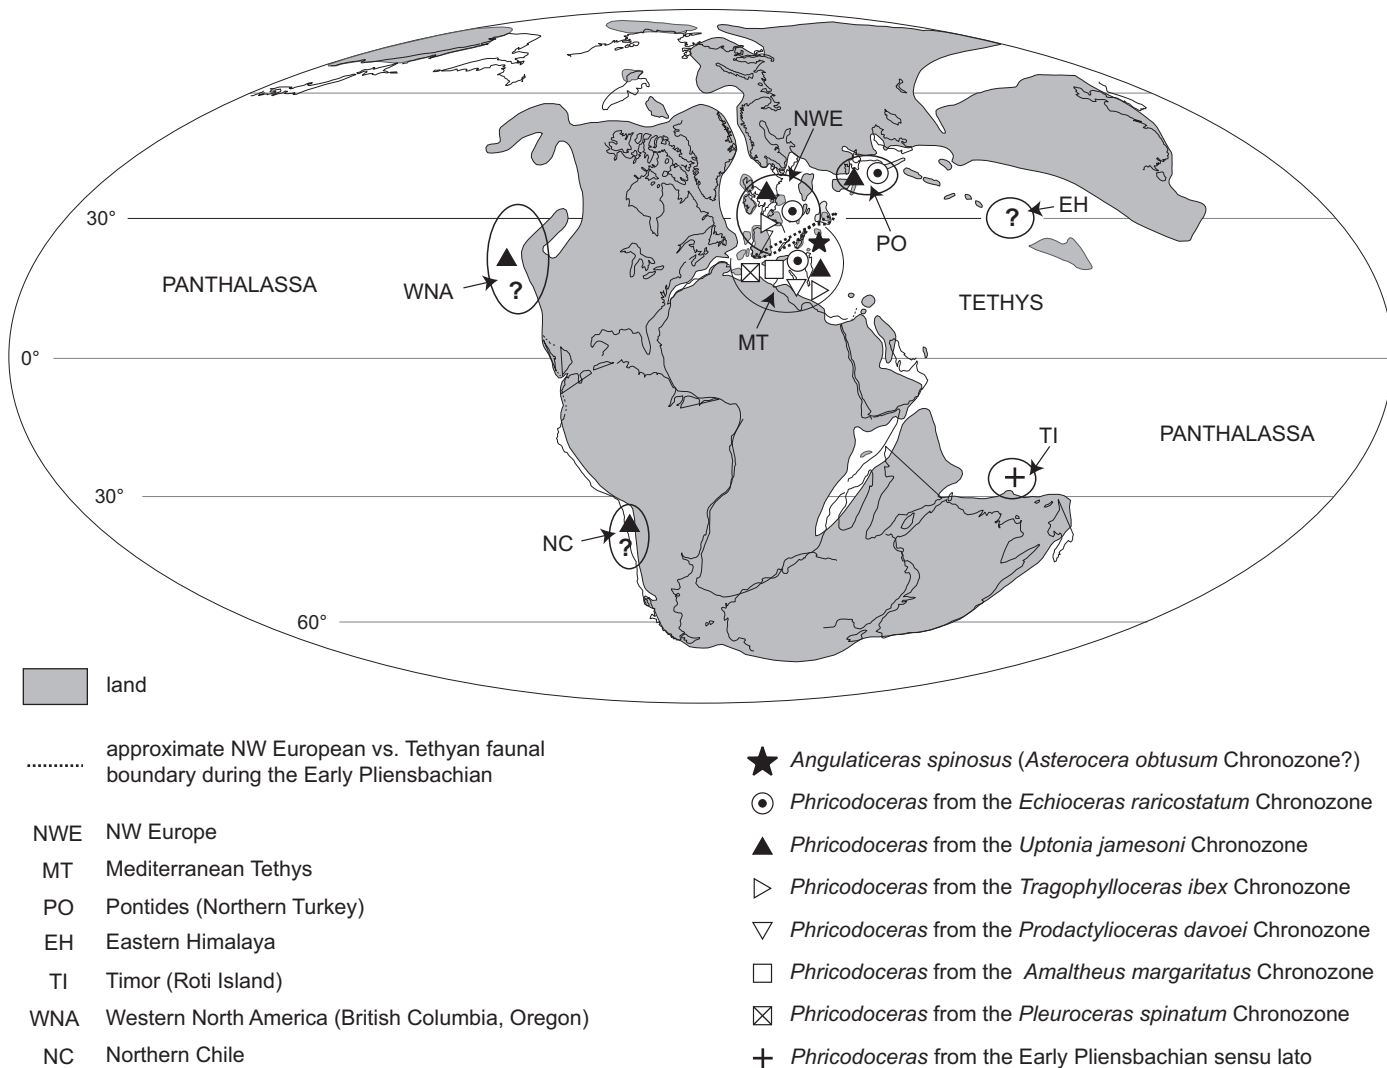 NWE
30°
EH
PO
PANTHALASSA
WNA
?
?
TETHYS
MT
0°
TI
PANTHALASSA
30°
NC
?
60°
land
approximate NW European vs. Tethyan faunal
boundary during the Early Pliensbachian
NWE NW Europe
MT Mediterranean Tethys
PO Pontides (Northern Turkey)
EH Eastern Himalaya
TI Timor (Roti Island)
WNA Western North America (British Columbia, Oregon)
NC Northern Chile
Angulaticeras spinosus (Asterocera obtusum Chronozone?)
Phricodoceras from the Echioceras raricostatum Chronozone
Phricodoceras from the Uptonia jamesoni Chronozone
Phricodoceras from the Tragophylloceras ibex Chronozone
Phricodoceras from the Prodactylioceras davoei Chronozone
Phricodoceras from the Amaltheus margaritatus Chronozone
Phricodoceras from the Pleuroceras spinatum Chronozone
Phricodoceras from the Early Pliensbachian sensu lato